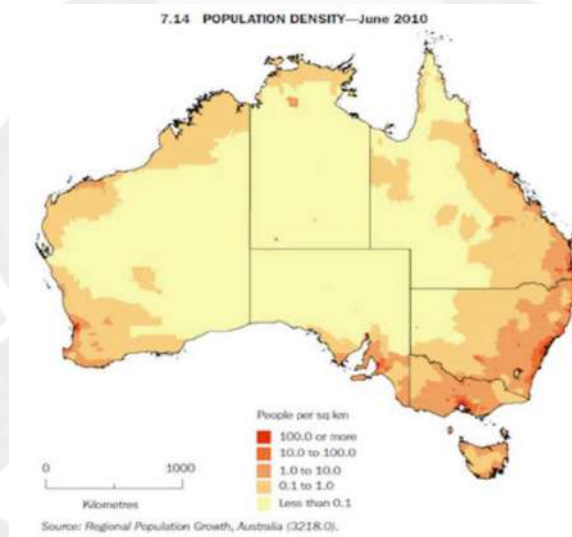 7.14 POPULATION DENSITY—June 2010
People per sq km
100.0 or more
10.0 to 100.0
1.0 to 10.0
0.1 to 1.0
Less than 0.1
0 1000
Kilometres
Source: Regional Population Growth, Australia (3218.0).